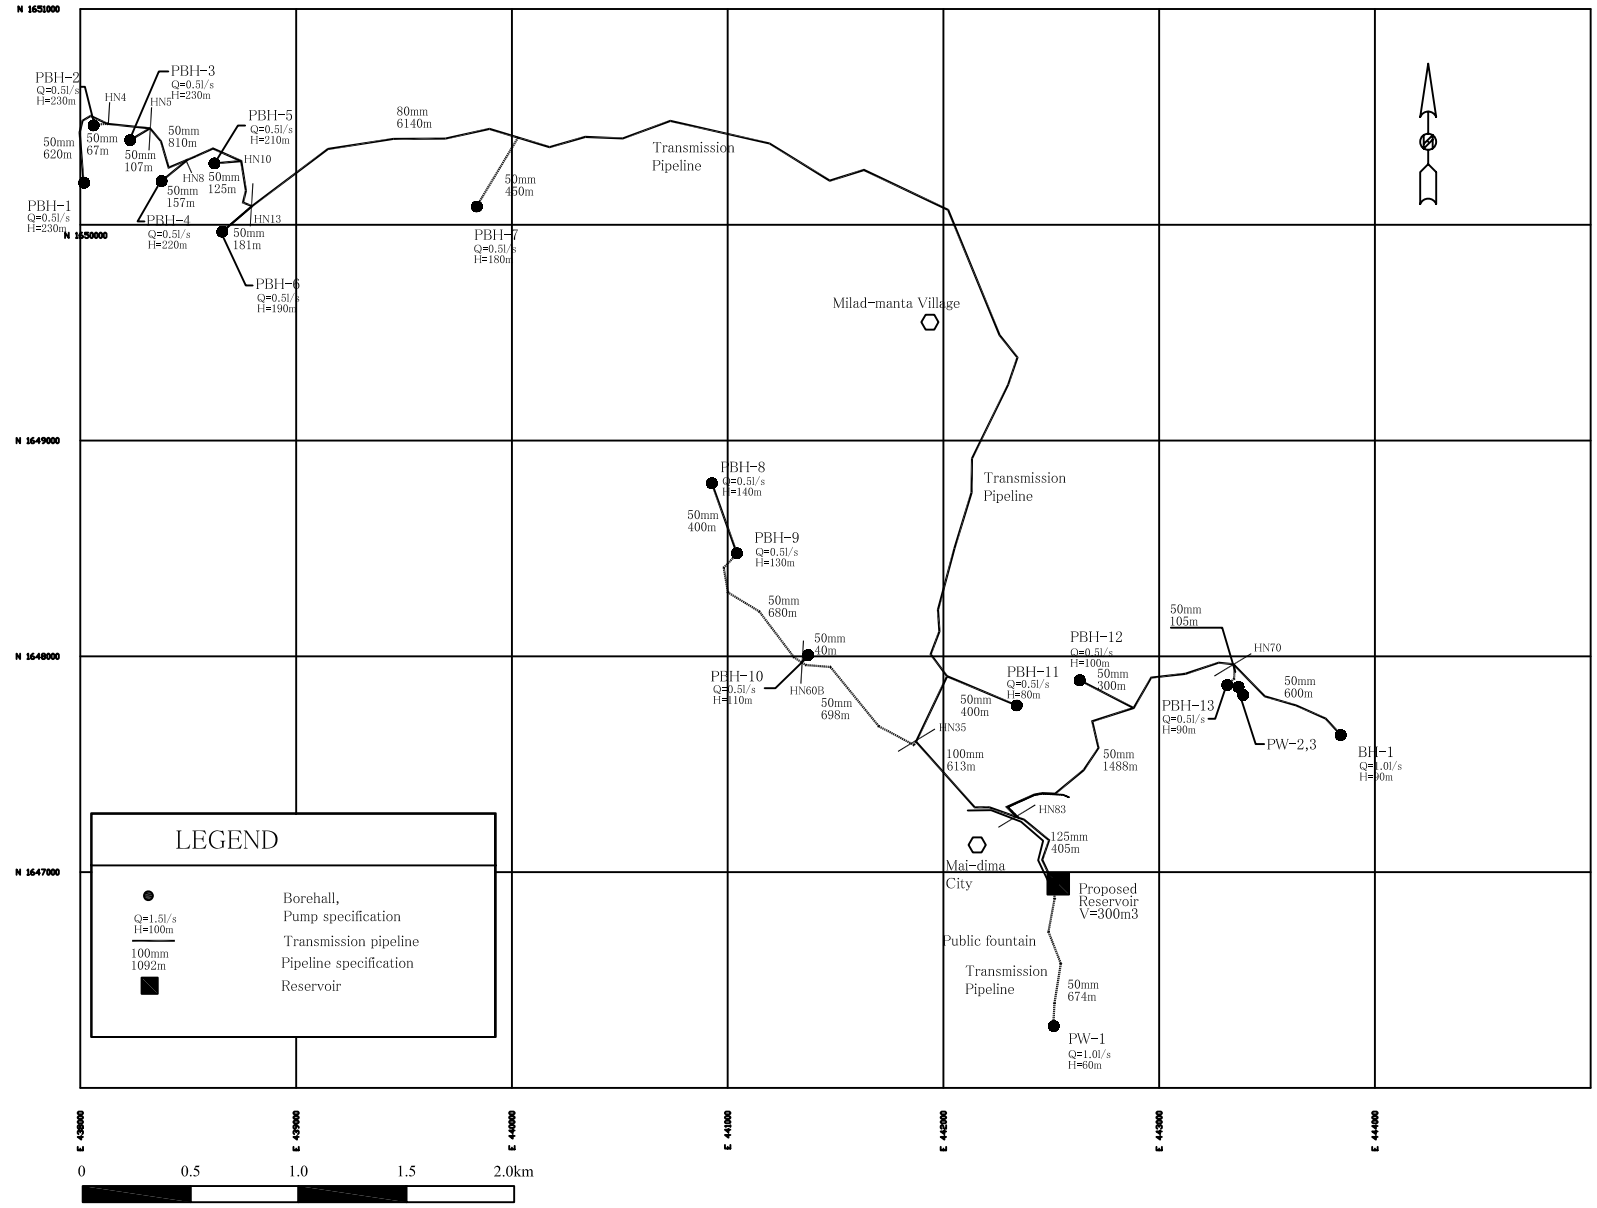 N 1651000
PBH-2
Q=0.5l/s
H=230m
HN4
PBH-3
Q=0.5l/s
H=230m
HN5
PBH-5
Q=0.5l/s
H=210m
80mm
6140m
Transmission
Pipeline
50mm
620m
50mm
67m
50mm
107m
50mm
810m
HN8
50mm
157m
HN10
50mm
125m
HN13
50mm
181m
50mm
450m
PBH-1
Q=0.5l/s
H=230m
N 1650000
PBH-4
Q=0.5l/s
H=220m
PBH-6
Q=0.5l/s
H=190m
PBH-7
Q=0.5l/s
H=180m
Milad-manta Village
N 1649000
PBH-8
Q=0.5l/s
H=140m
50mm
400m
PBH-9
Q=0.5l/s
H=130m
Transmission
Pipeline
50mm
680m
50mm
40m
N 1648000
PBH-10
Q=0.5l/s
H=110m
HN60B
50mm
698m
PBH-12
Q=0.5l/s
H=100m
50mm
300m
PBH-11
Q=0.5l/s
H=80m
50mm
400m
50mm
105m
HN70
50mm
600m
PBH-13
Q=0.5l/s
H=90m
PW-2,3
BH-1
Q=1.0l/s
H=90m
HN35
100mm
613m
50mm
1488m
HN83
125mm
405m
Mai-dima
City
N 1647000
Proposed
Reservoir
V=300m3
Public fountain
Transmission
Pipeline
50mm
674m
PW-1
Q=1.0l/s
H=60m
LEGEND
Borehall,
Pump specification
Q=1.5l/s
H=100m
Transmission pipeline
100mm
1092m
Pipeline specification
Reservoir
E 438000
E 439000
E 440000
E 441000
E 442000
E 443000
E 444000
0 0.5 1.0 1.5 2.0km